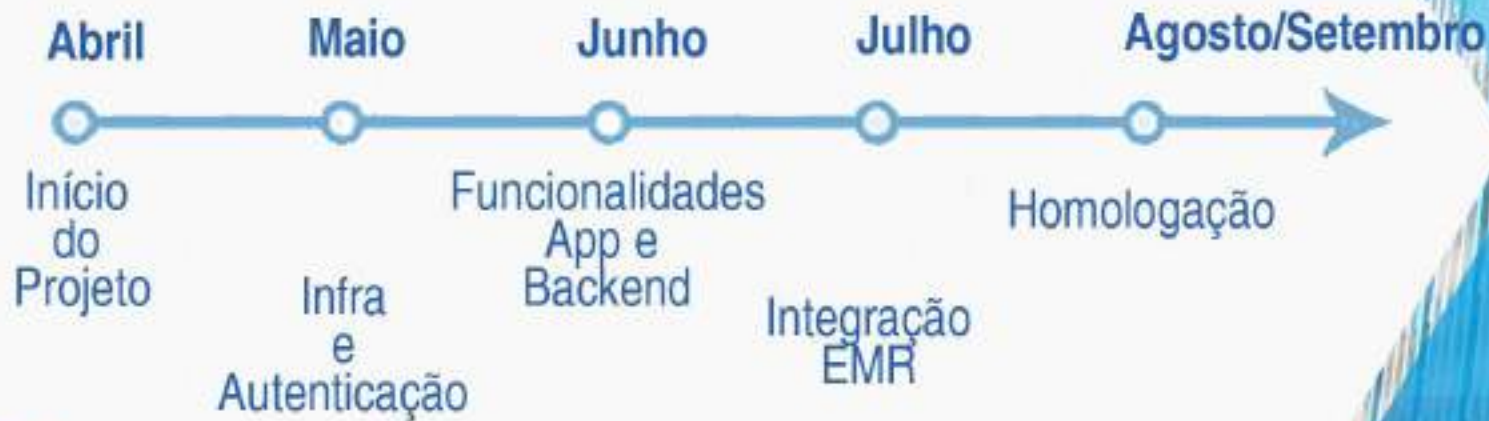 Abril
Maio
Junho
Julho
Agosto/Setembro
Início
do
Projeto
Infra
e
Autenticação
Funcionalidades
App e
Backend
Integração
EMR
Homologação